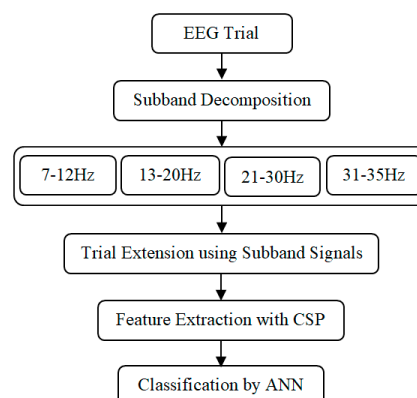 EEG Trial
Subband Decomposition
7-12Hz 13-20Hz 21-30Hz 31-35Hz
Trial Extension using Subband Signals
Feature Extraction with CSP
Classification by ANN